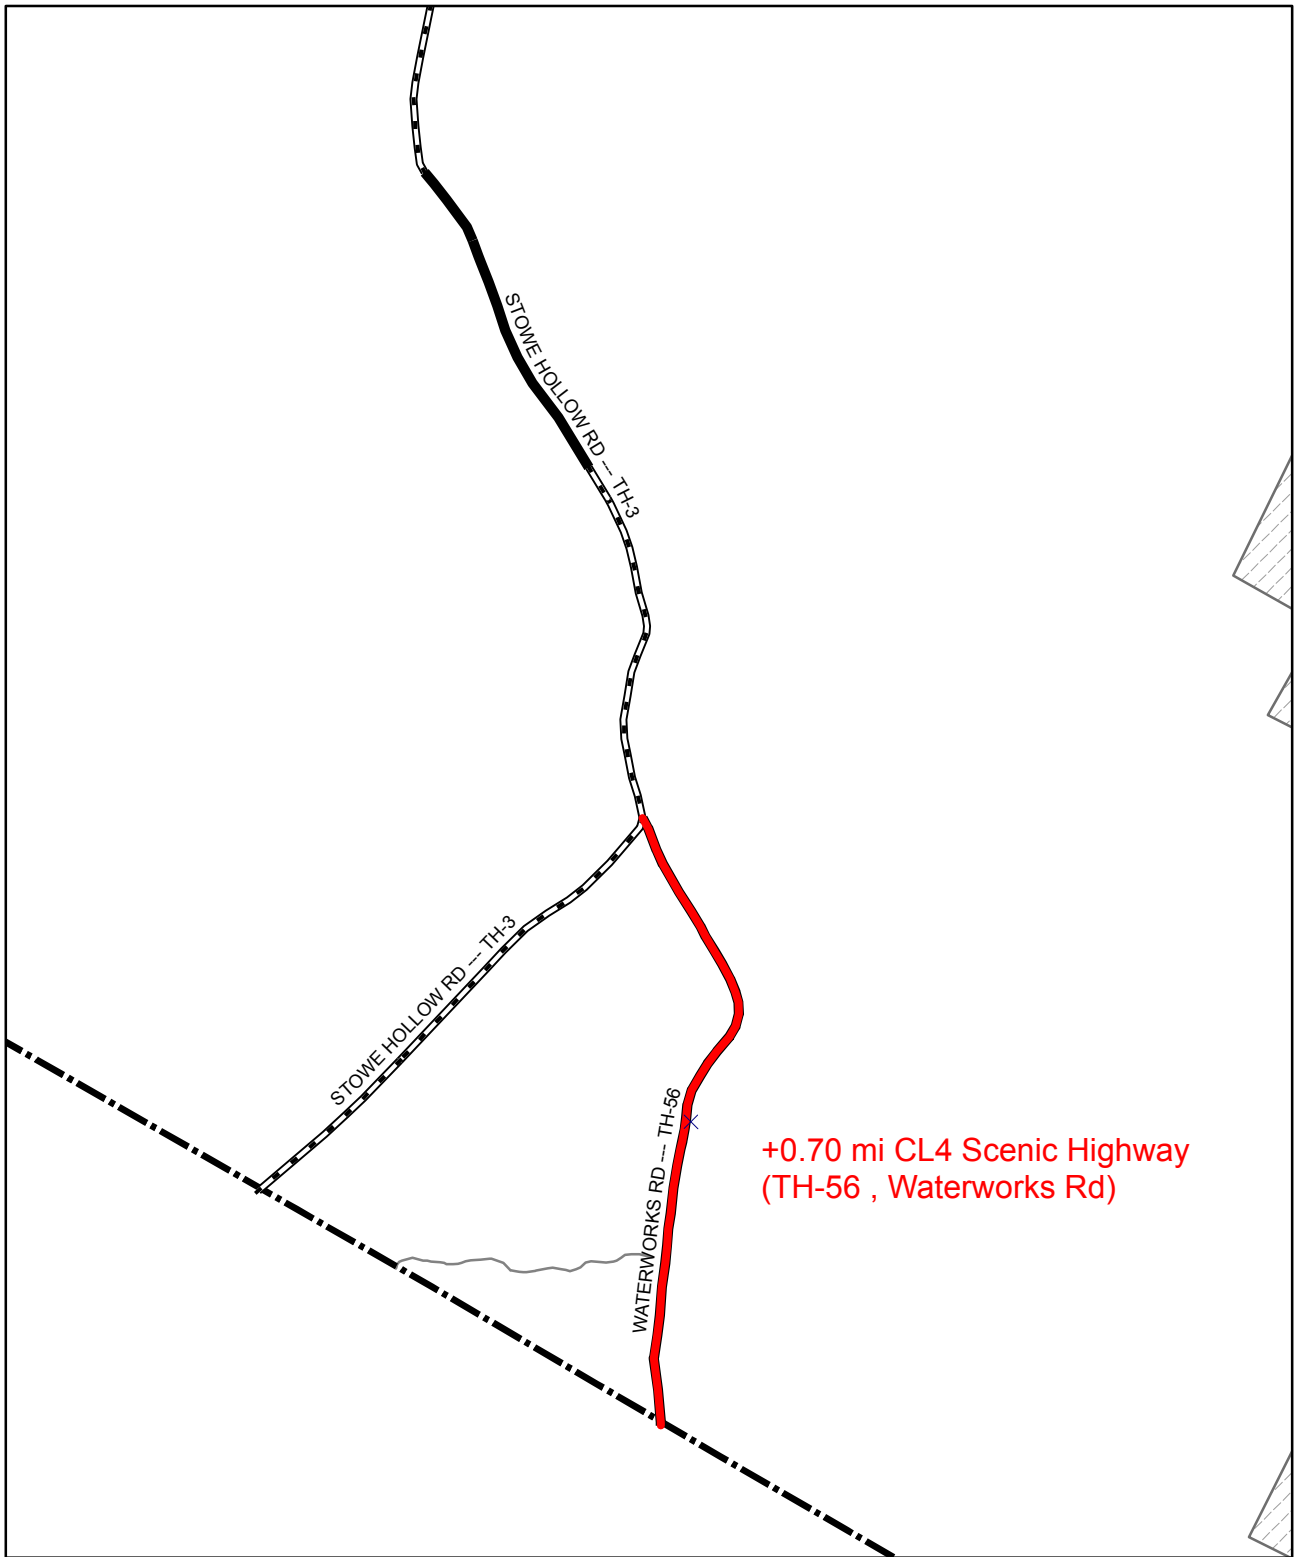 STOWE HOLLOW RD --- TH-3
STOWE HOLLOW RD --- TH-3
WATERWORKS RD --- TH-56
+0.70 mi CL4 Scenic Highway
(TH-56 , Waterworks Rd)